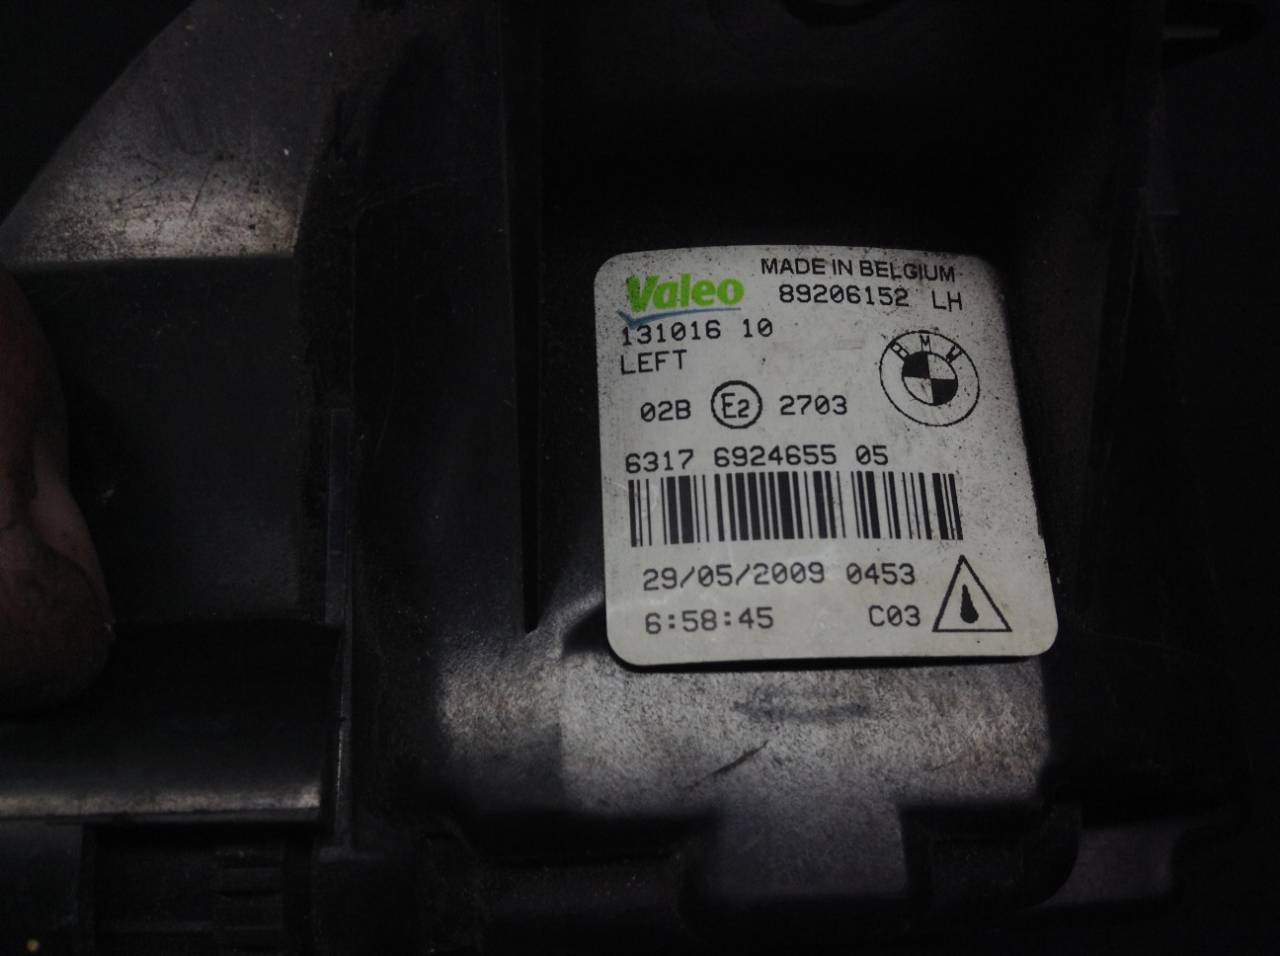 Valeo MADE IN BELGIUM
89206152 LH
131016 10
LEFT
BMW
02B E2 2703
6317 6924655 05
29/05/2009 0453
6:58:45 C03